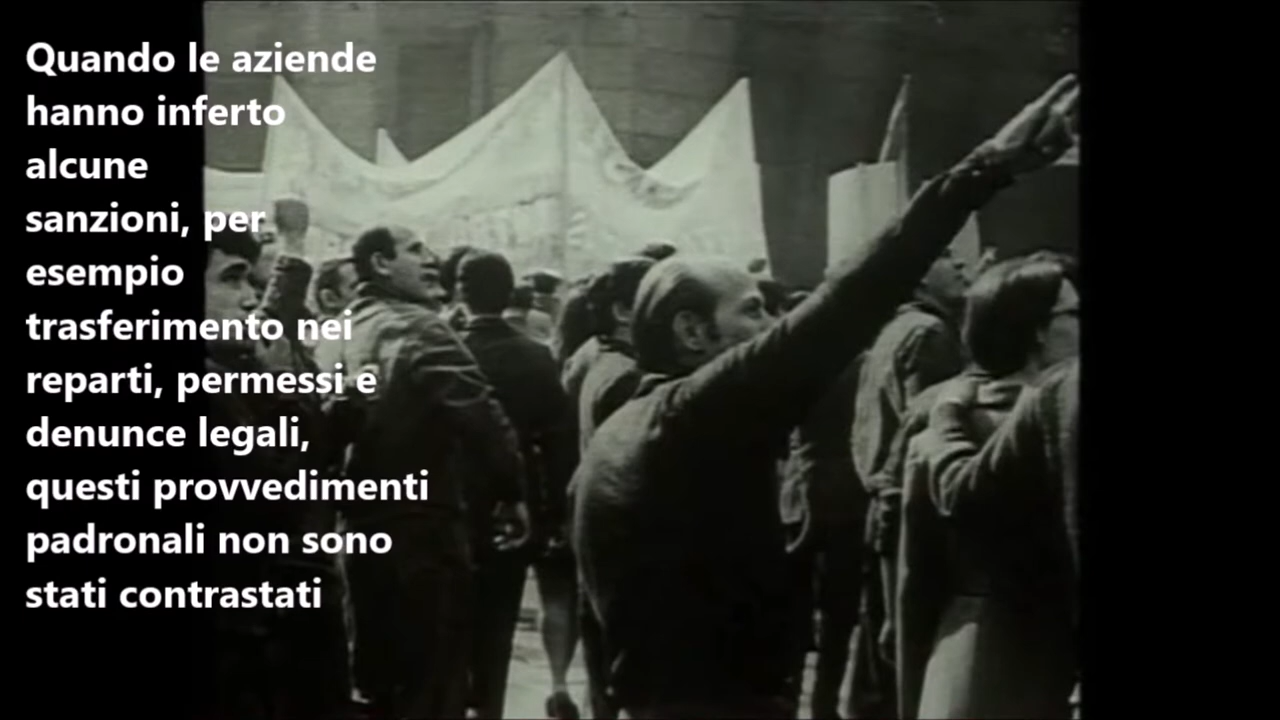 Quando le aziende
hanno inferto
alcune
sanzioni, per
esempio
trasferimento nei
reparti, permessi e
denunce legali,
questi provvedimenti
padronali non sono
stati contrastati